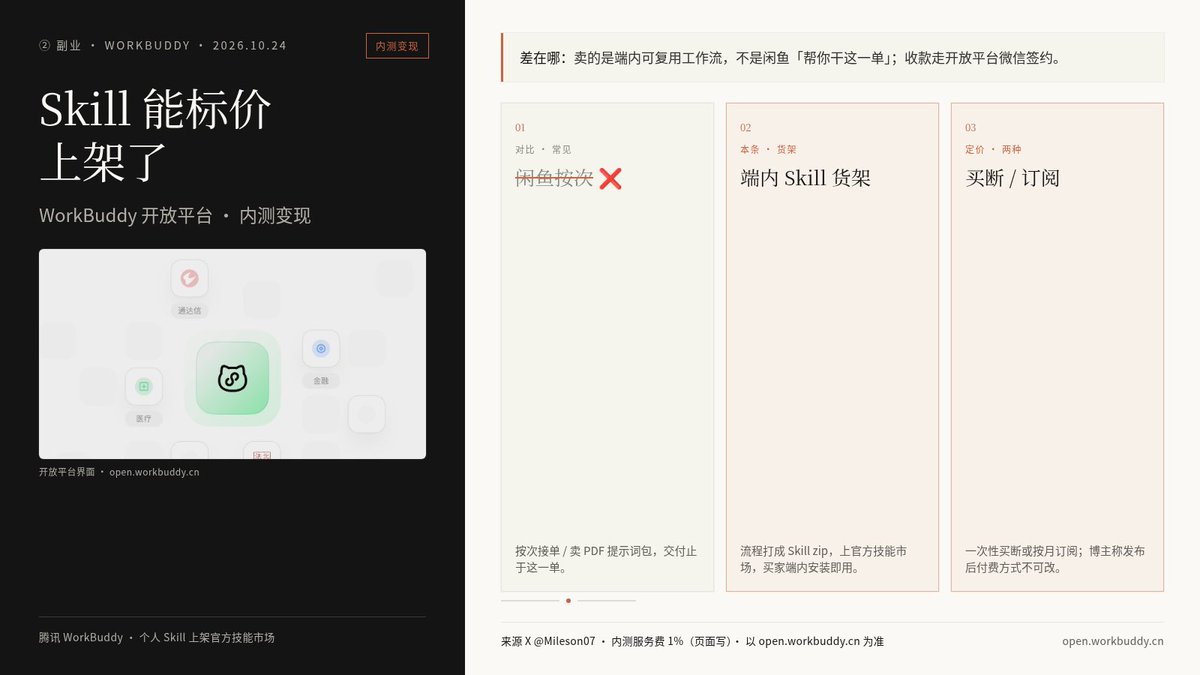 ② 副业 · WORKBUDDY · 2026.10.24
内测变现
Skill 能标价
上架了
WorkBuddy 开放平台 · 内测变现
通达信
金融
医疗
开放平台界面 · open.workbuddy.cn
腾讯 WorkBuddy · 个人 Skill 上架官方技能市场
差在哪：卖的是端内可复用工作流，不是闲鱼「帮你干这一单」；收款走开放平台微信签约。
01
对比 · 常见
闲鱼按次 ❌
按次接单 / 卖 PDF 提示词包，交付止
于这一单。
02
本条 · 货架
端内 Skill 货架
流程打成 Skill zip，上官方技能市
场，买家端内安装即用。
03
定价 · 两种
买断 / 订阅
一次性买断或按月订阅；博主称发布
后付费方式不可改。
来源 X @Mileson07 · 内测服务费 1%（页面写）· 以 open.workbuddy.cn 为准
open.workbuddy.cn